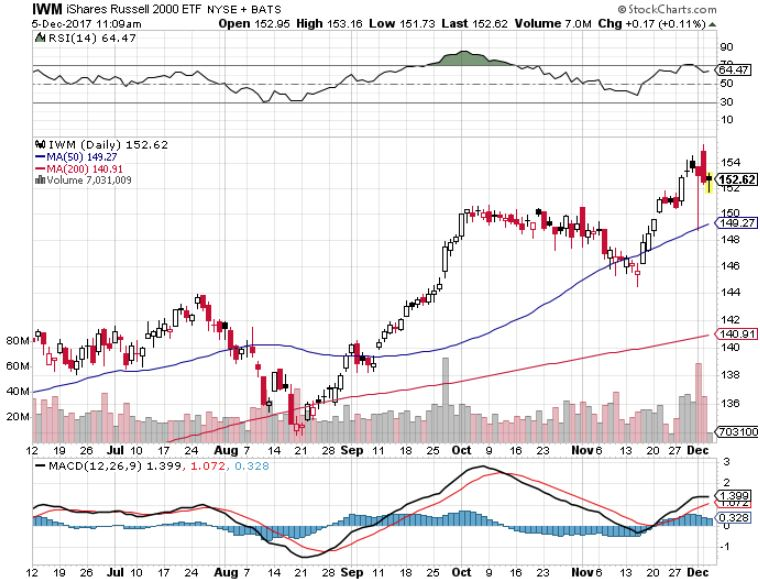 IWM iShares Russell 2000 ETF NYSE + BATS
© StockCharts.com
5-Dec-2017 11:09am
Open 152.95 High 153.16 Low 151.73 Last 152.62 Volume 7.0M Chg +0.17 (+0.11%)
RSI(14) 64.47
90
70
64.47
50
30
10
IWM (Daily) 152.62
MA(50) 149.27
MA(200) 140.91
Volume 7,031,009
154
152.62
152
150
149.27
148
146
144
142
140.91
140
138
136
703100
80M
60M
40M
20M
12 19 26 Jul 10 17 24 Aug 7 14 21 28 Sep 11 18 25 Oct 9 16 23 Nov 6 13 20 27 Dec
MACD(12,26,9) 1.399, 1.072, 0.328
3
2
1.399
1.072
0.328
0
-1
12 19 26 Jul 10 17 24 Aug 7 14 21 28 Sep 11 18 25 Oct 9 16 23 Nov 6 13 20 27 Dec